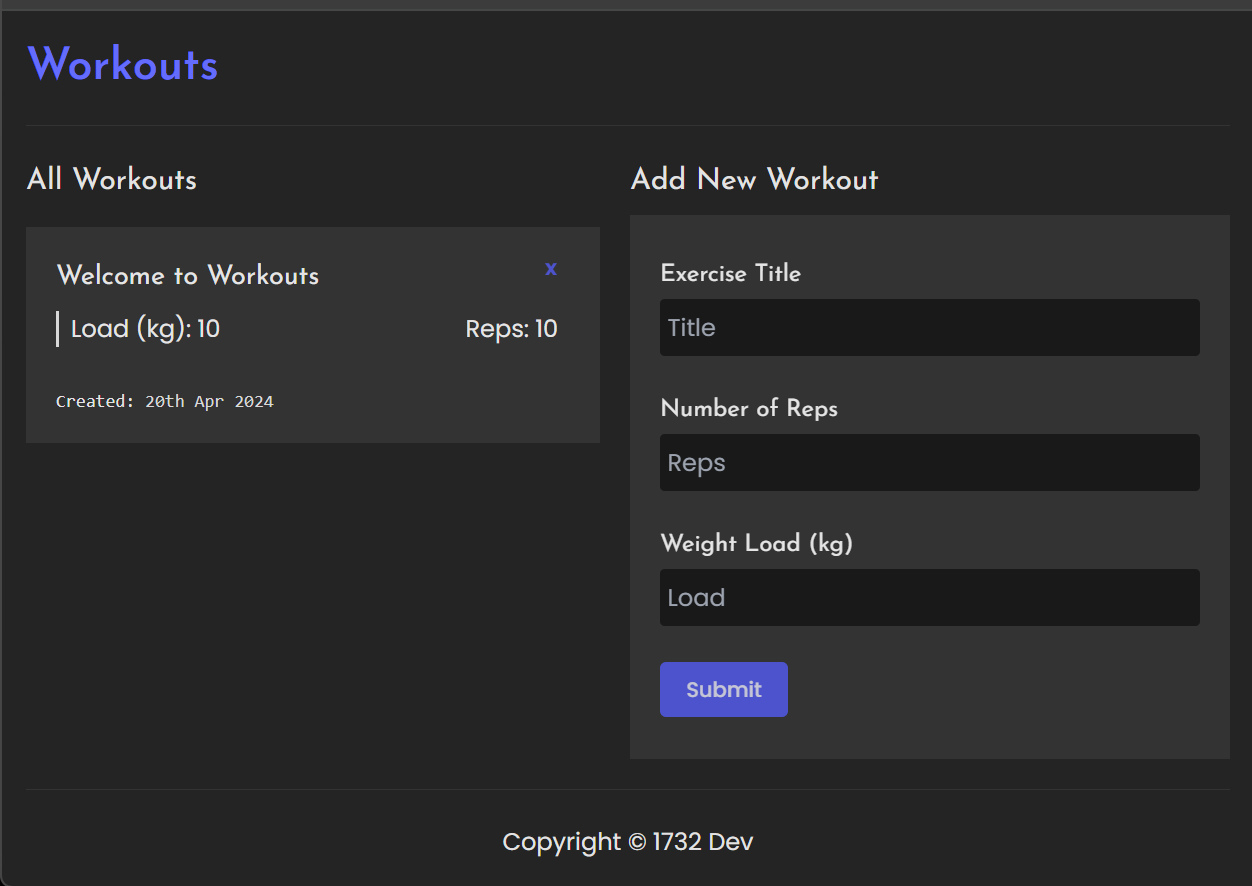 Workouts
All Workouts
Welcome to Workouts
x
Load (kg): 10
Reps: 10
Created: 20th Apr 2024
Add New Workout
Exercise Title
Title
Number of Reps
Reps
Weight Load (kg)
Load
Submit
Copyright © 1732 Dev